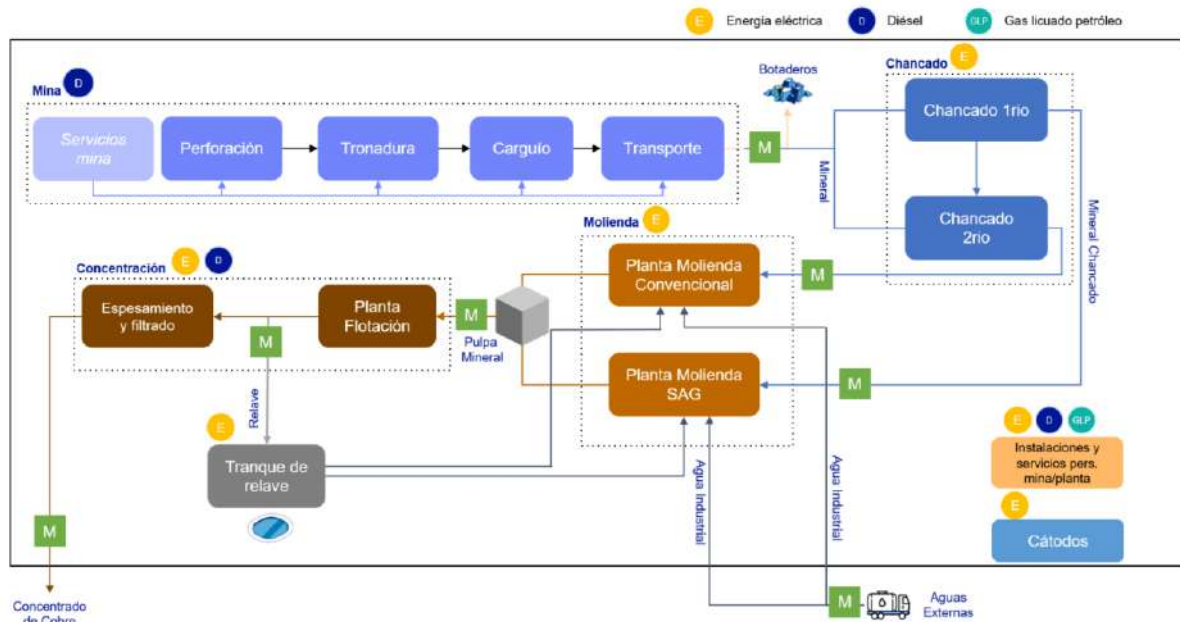 E Energía eléctrica
D Diésel
GLP Gas licuado petróleo
Mina D
Servicios
mina
Perforación
Tronadura
Carguío
Transporte
M
Botaderos
Mineral
Chancado E
Chancado 1rio
Chancado
2rio
Mineral Chancado
M
M
Molienda E
Planta Molienda
Convencional
Planta Molienda
SAG
Concentración E D
Espesamiento
y filtrado
Planta
Flotación
M
Pulpa
Mineral
M
Relave
E
Tranque de
relave
Agua Industrial
Agua Industrial
E D GLP
Instalaciones y
servicios pers.
mina/planta
E
Cátodos
M
Concentrado
de Cobre
M
Aguas
Externas